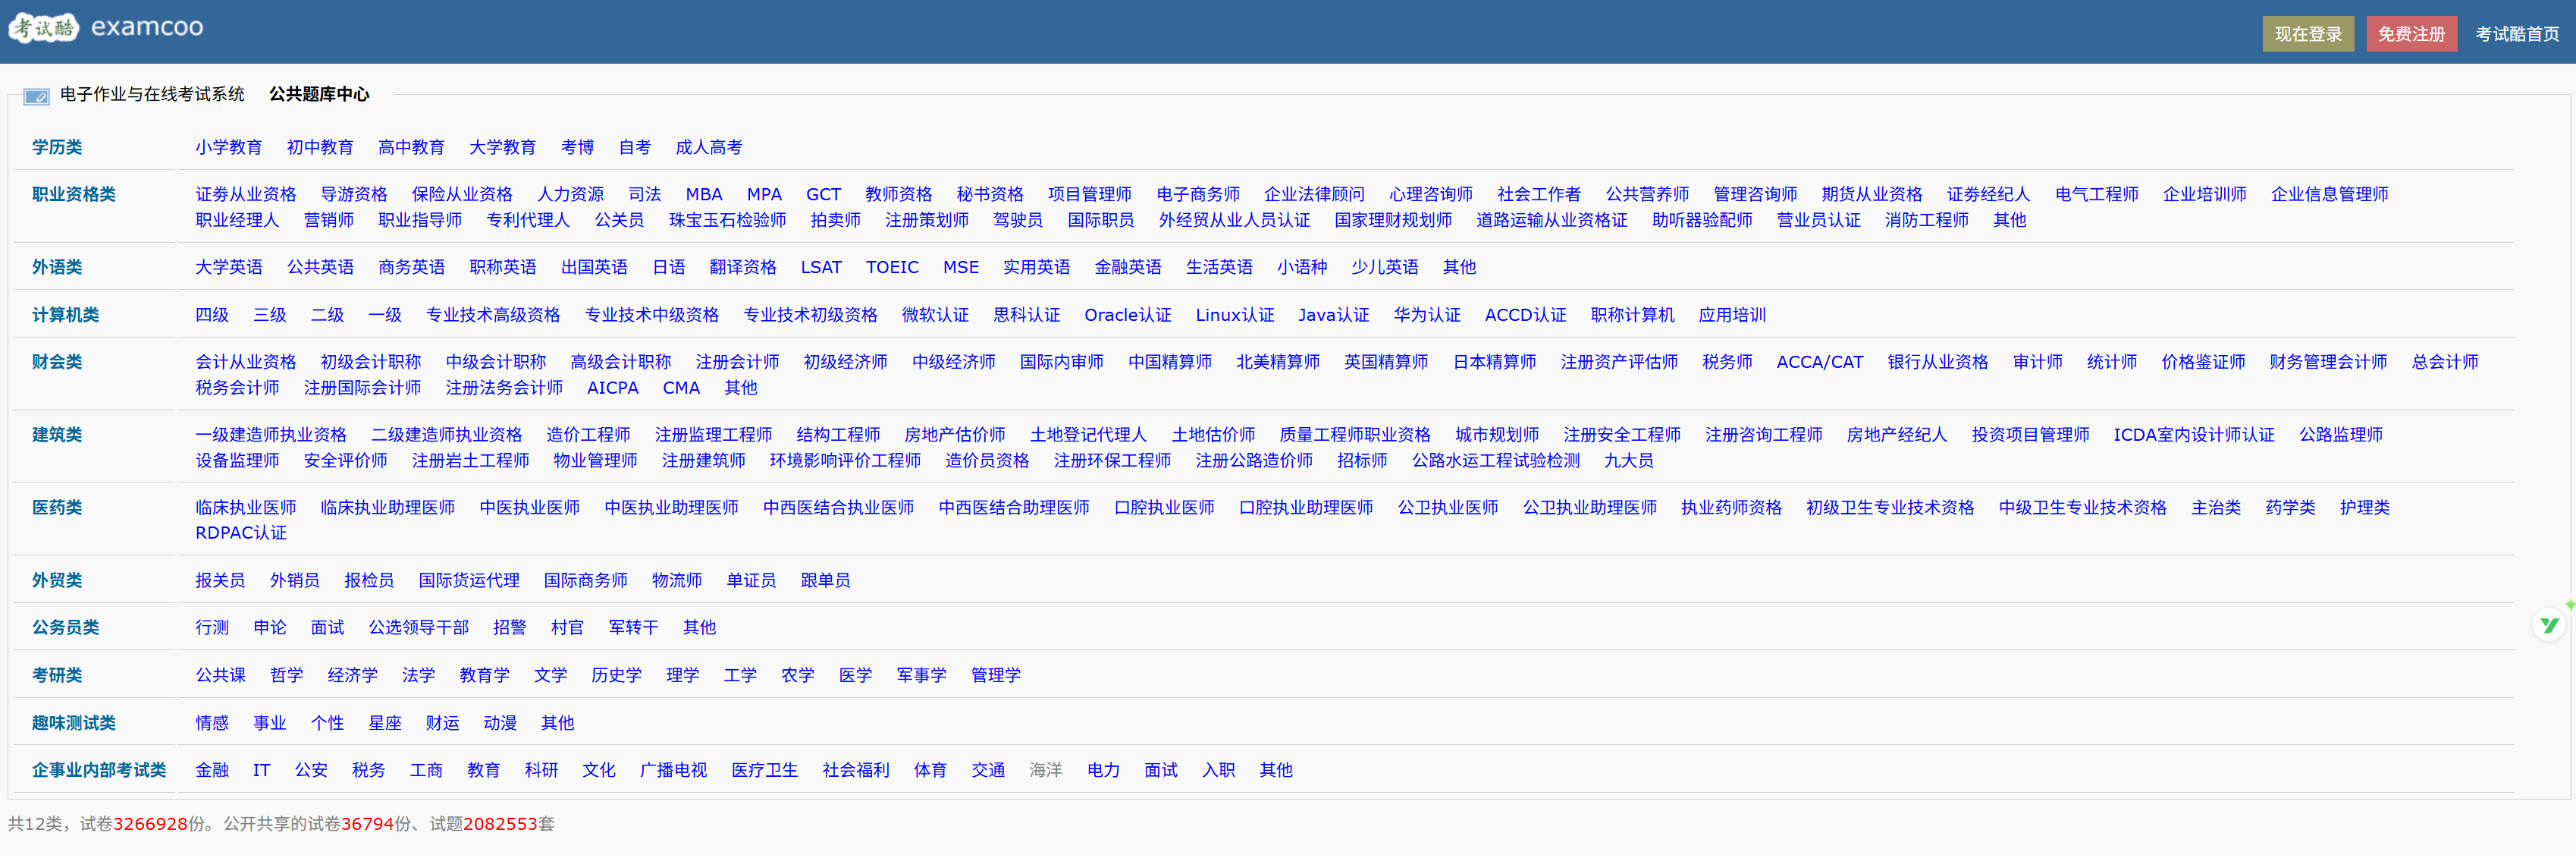 考试酷 examcoo 现在登录 免费注册 考试酷首页
电子作业与在线考试系统 公共题库中心
学历类 小学教育 初中教育 高中教育 大学教育 考博 自考 成人高考
职业资格类 证劵从业资格 导游资格 保险从业资格 人力资源 司法 MBA MPA GCT 教师资格 秘书资格 项目管理师 电子商务师 企业法律顾问 心理咨询师 社会工作者 公共营养师 管理咨询师 期货从业资格 证劵经纪人 电气工程师 企业培训师 企业信息管理师
职业经理人 营销师 职业指导师 专利代理人 公关员 珠宝玉石检验师 拍卖师 注册策划师 驾驶员 国际职员 外经贸从业人员认证 国家理财规划师 道路运输从业资格证 助听器验配师 营业员认证 消防工程师 其他
外语类 大学英语 公共英语 商务英语 职称英语 出国英语 日语 翻译资格 LSAT TOEIC MSE 实用英语 金融英语 生活英语 小语种 少儿英语 其他
计算机类 四级 三级 二级 一级 专业技术高级资格 专业技术中级资格 专业技术初级资格 微软认证 思科认证 Oracle认证 Linux认证 Java认证 华为认证 ACCD认证 职称计算机 应用培训
财会类 会计从业资格 初级会计职称 中级会计职称 高级会计职称 注册会计师 初级经济师 中级经济师 国际内审师 中国精算师 北美精算师 英国精算师 日本精算师 注册资产评估师 税务师 ACCA/CAT 银行从业资格 审计师 统计师 价格鉴证师 财务管理会计师 总会计师
税务会计师 注册国际会计师 注册法务会计师 AICPA CMA 其他
建筑类 一级建造师执业资格 二级建造师执业资格 造价工程师 注册监理工程师 结构工程师 房地产估价师 土地登记代理人 土地估价师 质量工程师职业资格 城市规划师 注册安全工程师 注册咨询工程师 房地产经纪人 投资项目管理师 ICDA室内设计师认证 公路监理师
设备监理师 安全评价师 注册岩土工程师 物业管理师 注册建筑师 环境影响评价工程师 造价员资格 注册环保工程师 注册公路造价师 招标师 公路水运工程试验检测 九大员
医药类 临床执业医师 临床执业助理医师 中医执业医师 中医执业助理医师 中西医结合执业医师 中西医结合助理医师 口腔执业医师 口腔执业助理医师 公卫执业医师 公卫执业助理医师 执业药师资格 初级卫生专业技术资格 中级卫生专业技术资格 主治类 药学类 护理类
RDPAC认证
外贸类 报关员 外销员 报检员 国际货运代理 国际商务师 物流师 单证员 跟单员
公务员类 行测 申论 面试 公选领导干部 招警 村官 军转干 其他
考研类 公共课 哲学 经济学 法学 教育学 文学 历史学 理学 工学 农学 医学 军事学 管理学
趣味测试类 情感 事业 个性 星座 财运 动漫 其他
企事业内部考试类 金融 IT 公安 税务 工商 教育 科研 文化 广播电视 医疗卫生 社会福利 体育 交通 海洋 电力 面试 入职 其他
共12类，试卷3266928份。公开共享的试卷36794份、试题2082553套